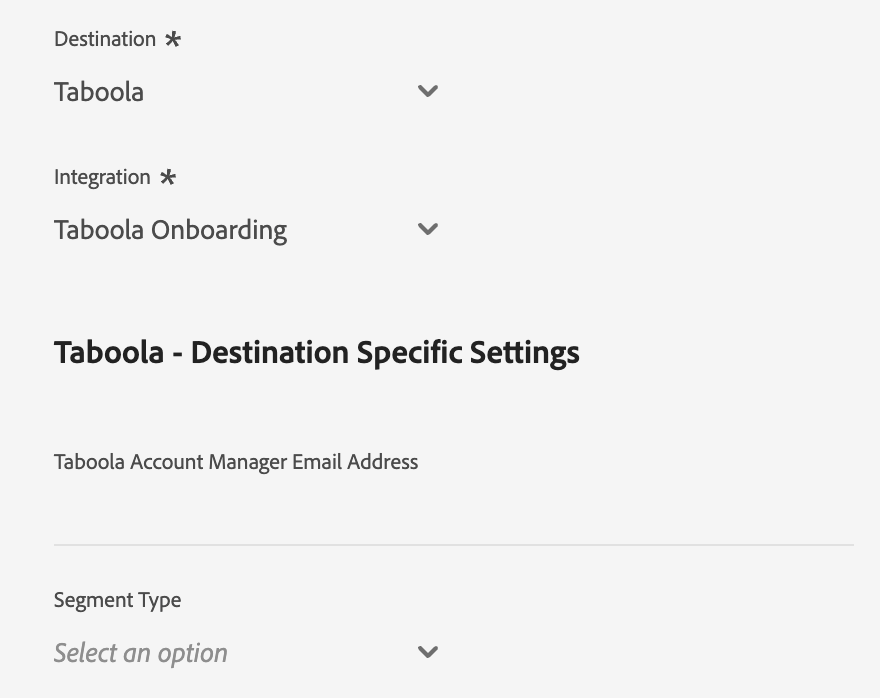 Destination *
Taboola
Integration *
Taboola Onboarding
Taboola - Destination Specific Settings
Taboola Account Manager Email Address
Segment Type
Select an option